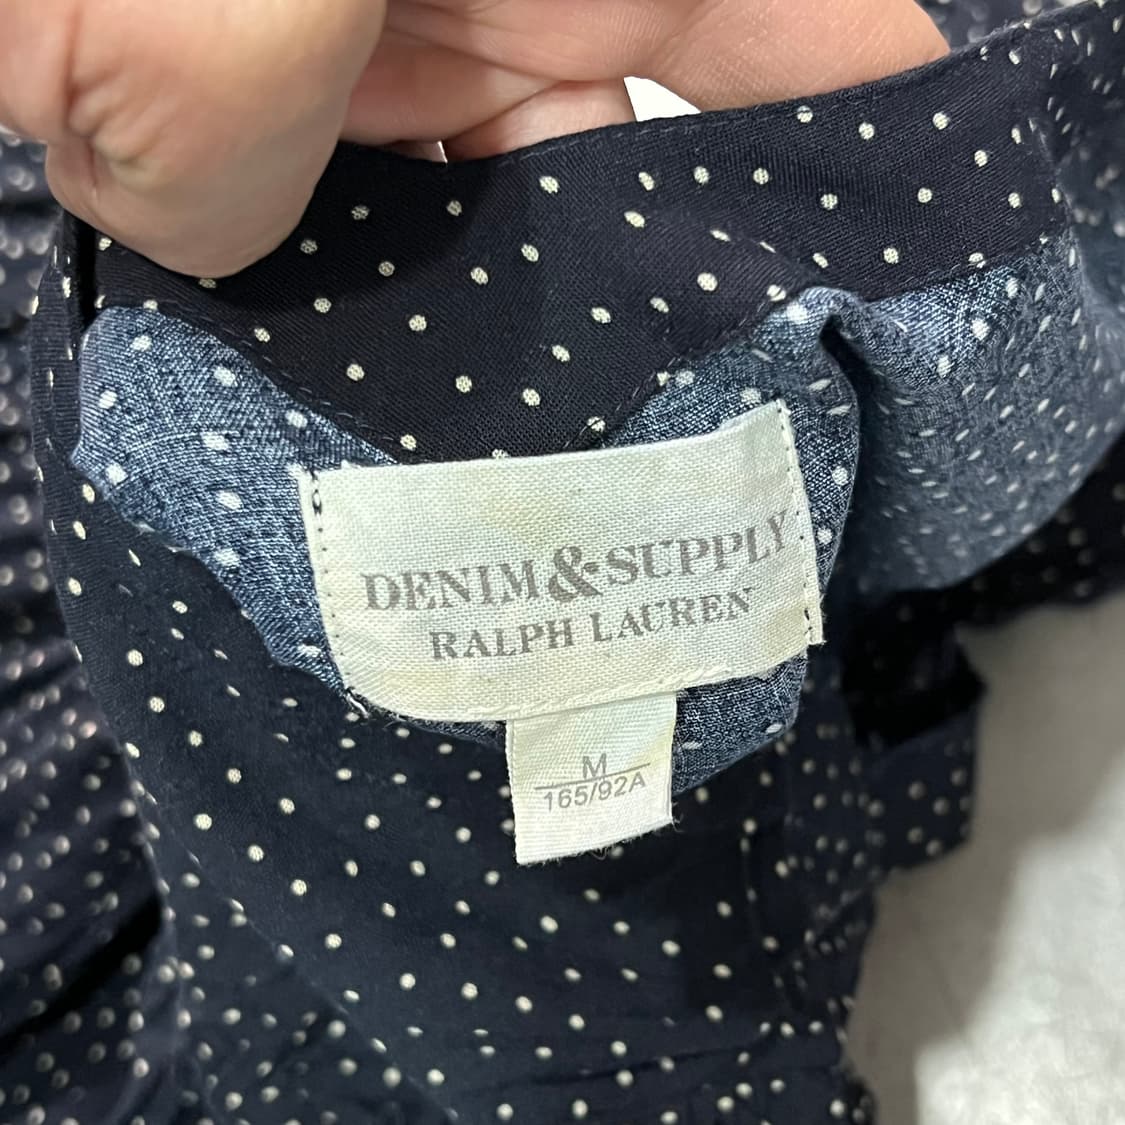 DENIM&SUPPLY
RALPH LAUREN
M
165/92A